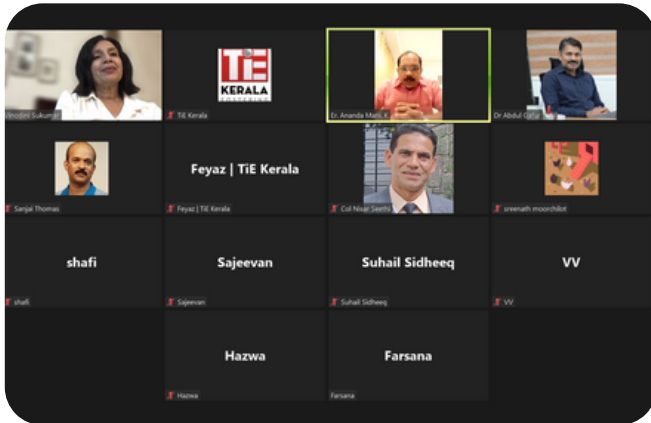 Vinodini Sukumar
TiE
KERALA
TiE Kerala
Er. Ananda Mani. K
Dr Abdul Gafur
Sanjai Thomas
Feyaz | TiE Kerala
Feyaz | TiE Kerala
Col Nisar Seethi
sreenath moorchilot
shafi
shafi
Sajeevan
Sajeevan
Suhail Sidheeq
Suhail Sidheeq
VV
VV
Hazwa
Hazwa
Farsana
Farsana